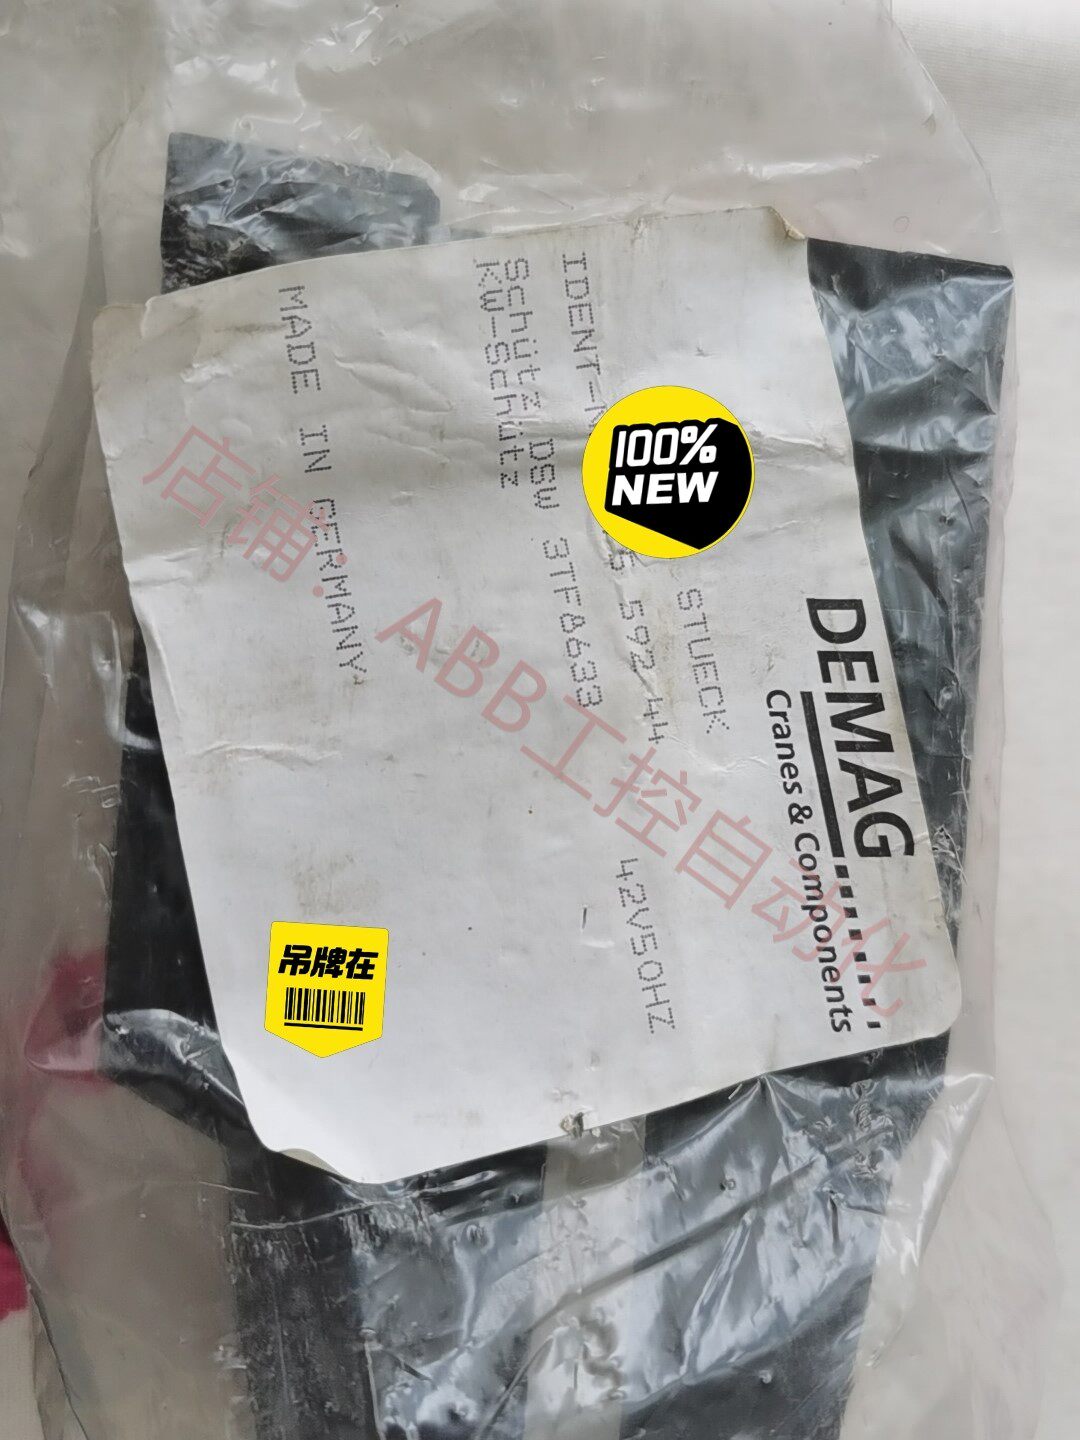 DEMAG
Cranes & Components
STUECK
592 44 42V50HZ
Schütz DSW 3TF8633
KW-Schütz
MADE IN GERMANY
100%
NEW
吊牌在
店铺：ABB工控自动化